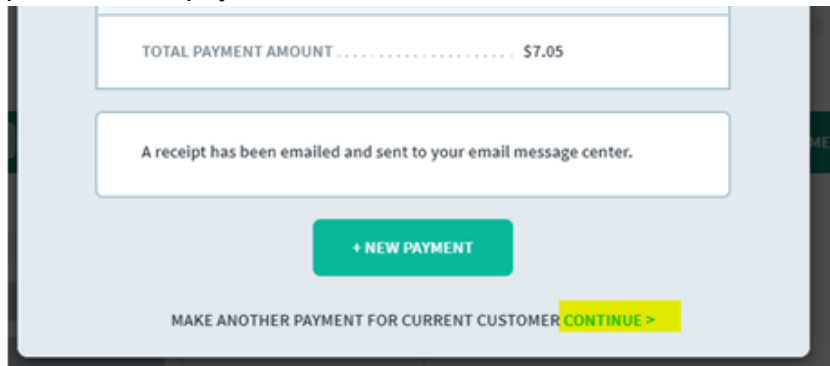 TOTAL PAYMENT AMOUNT ..................... $7.05
A receipt has been emailed and sent to your email message center.
+ NEW PAYMENT
MAKE ANOTHER PAYMENT FOR CURRENT CUSTOMER CONTINUE >